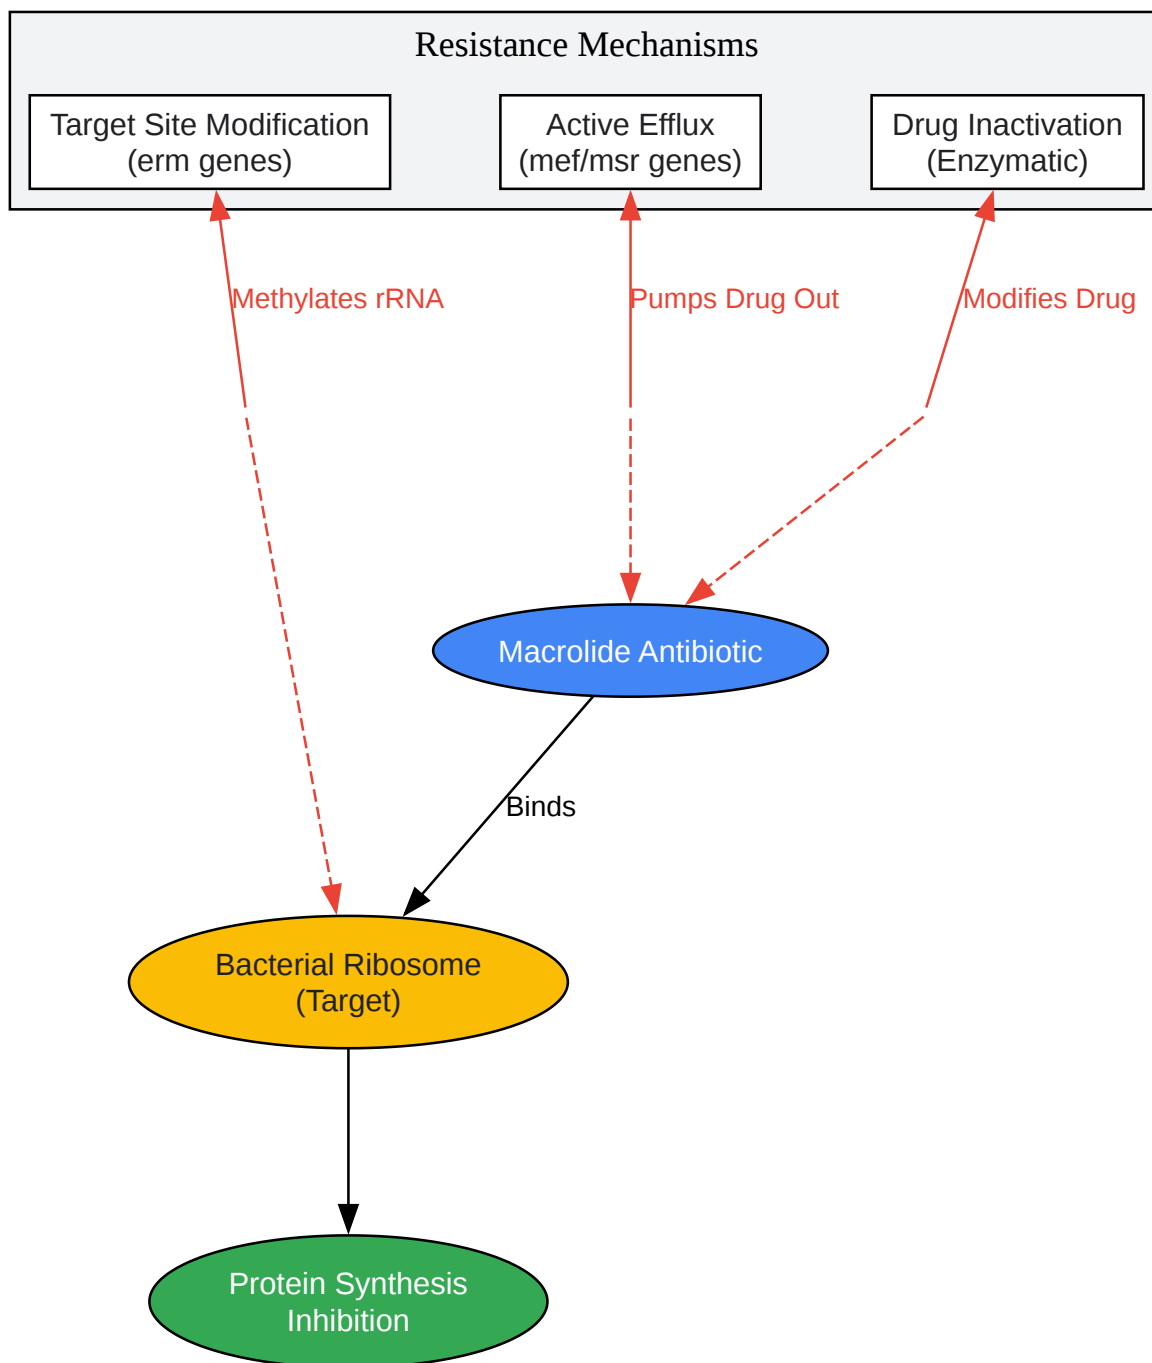 Resistance Mechanisms
Target Site Modification
(erm genes)
Active Efflux
(mef/msr genes)
Drug Inactivation
(Enzymatic)
Methylates rRNA
Pumps Drug Out
Modifies Drug
Macrolide Antibiotic
Binds
Bacterial Ribosome
(Target)
Protein Synthesis
Inhibition